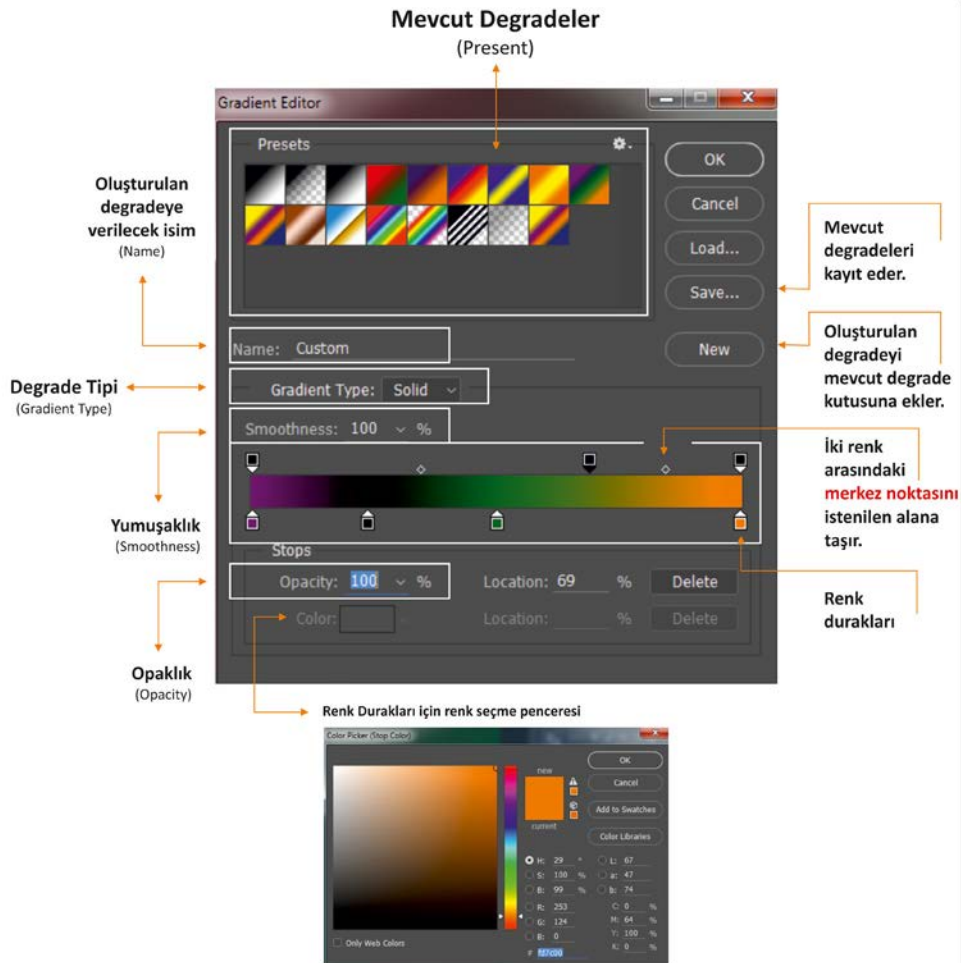 Mevcut Degradeler
(Present)
Gradient Editor
Presets
OK
Cancel
Load...
Save...
New
Oluşturulan
degradeye
verilecek isim
(Name)
Mevcut
degradeleri
kayıt eder.
Name: Custom
Oluşturulan
degradeyi
mevcut degrade
kutusuna ekler.
Degrade Tipi
(Gradient Type)
Gradient Type: Solid
Smoothness: 100 %
İki renk
arasındaki
merkez noktasını
istenilen alana
taşır.
Yumuşaklık
(Smoothness)
Stops
Opacity: 100 % Location: 69 % Delete
Color: Location: % Delete
Renk
durakları
Opaklık
(Opacity)
Renk Durakları için renk seçme penceresi
Color Picker (Stop Color)
new
current
OK
Cancel
Add to Swatches
Color Libraries
H: 29 ° L: 67
S: 100 % a: 47
B: 99 % b: 74
R: 253 C: 0 %
G: 124 M: 64 %
B: 0 Y: 100 %
# fd7c00 K: 0 %
Only Web Colors